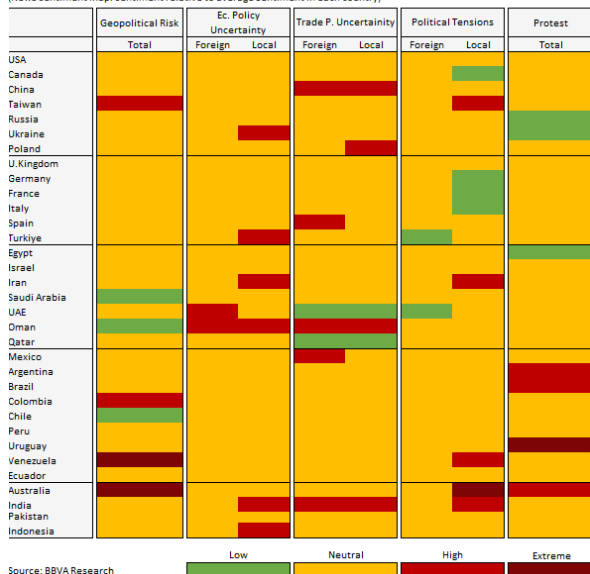 Geopolitical Risk Ec. Policy Uncertainty Trade P. Uncertainty Political Tensions Protest
Total Foreign Local Foreign Local Foreign Local Total
USA
Canada
China
Taiwan
Russia
Ukraine
Poland
U.Kingdom
Germany
France
Italy
Spain
Turkiye
Egypt
Israel
Iran
Saudi Arabia
UAE
Oman
Qatar
Mexico
Argentina
Brazil
Colombia
Chile
Peru
Uruguay
Venezuela
Ecuador
Australia
India
Pakistan
Indonesia
Low Neutral High Extreme
Source: BBVA Research